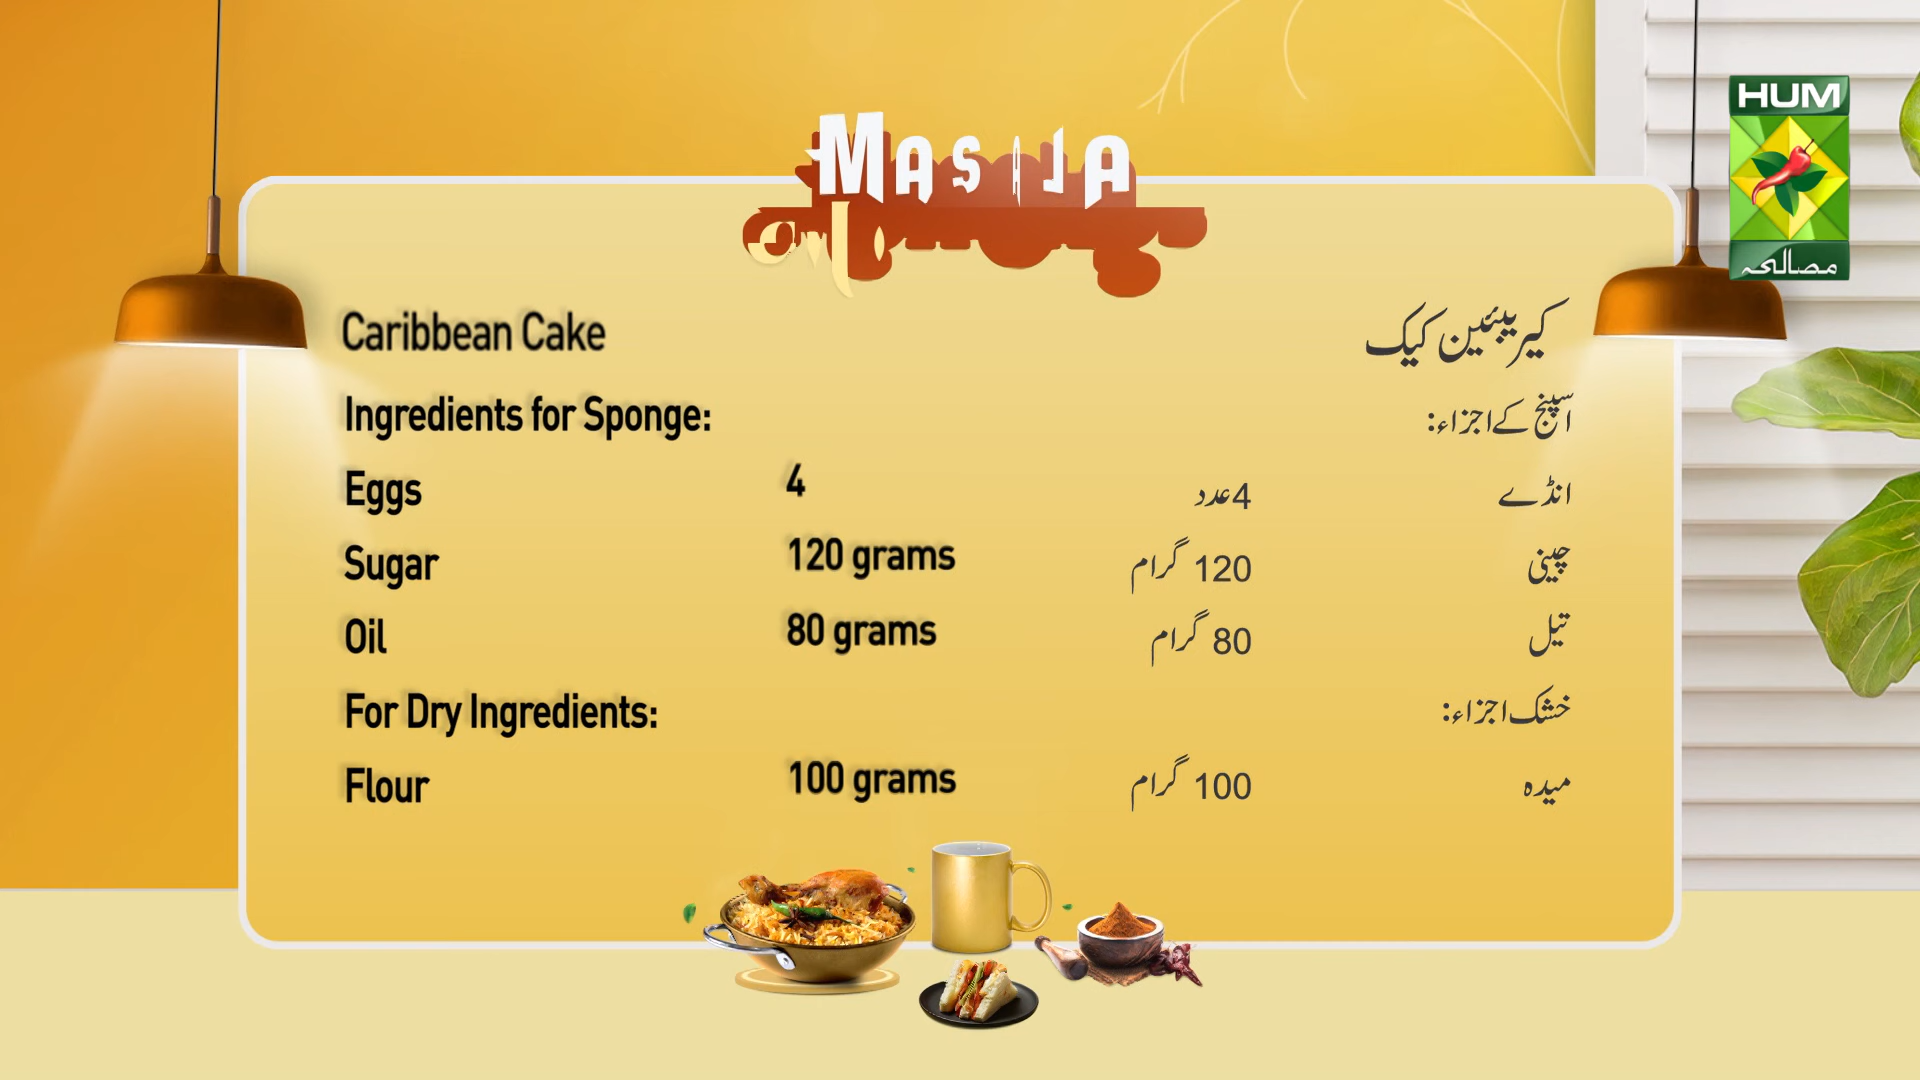 HUM
مصالحہ
MASALA
Caribbean Cake کیریبئین کیک
Ingredients for Sponge: اسپنج کے اجزاء:
Eggs 4 4عدد انڈے
Sugar 120 grams 120 گرام چینی
Oil 80 grams 80 گرام تیل
For Dry Ingredients: خشک اجزاء:
Flour 100 grams 100 گرام میدہ